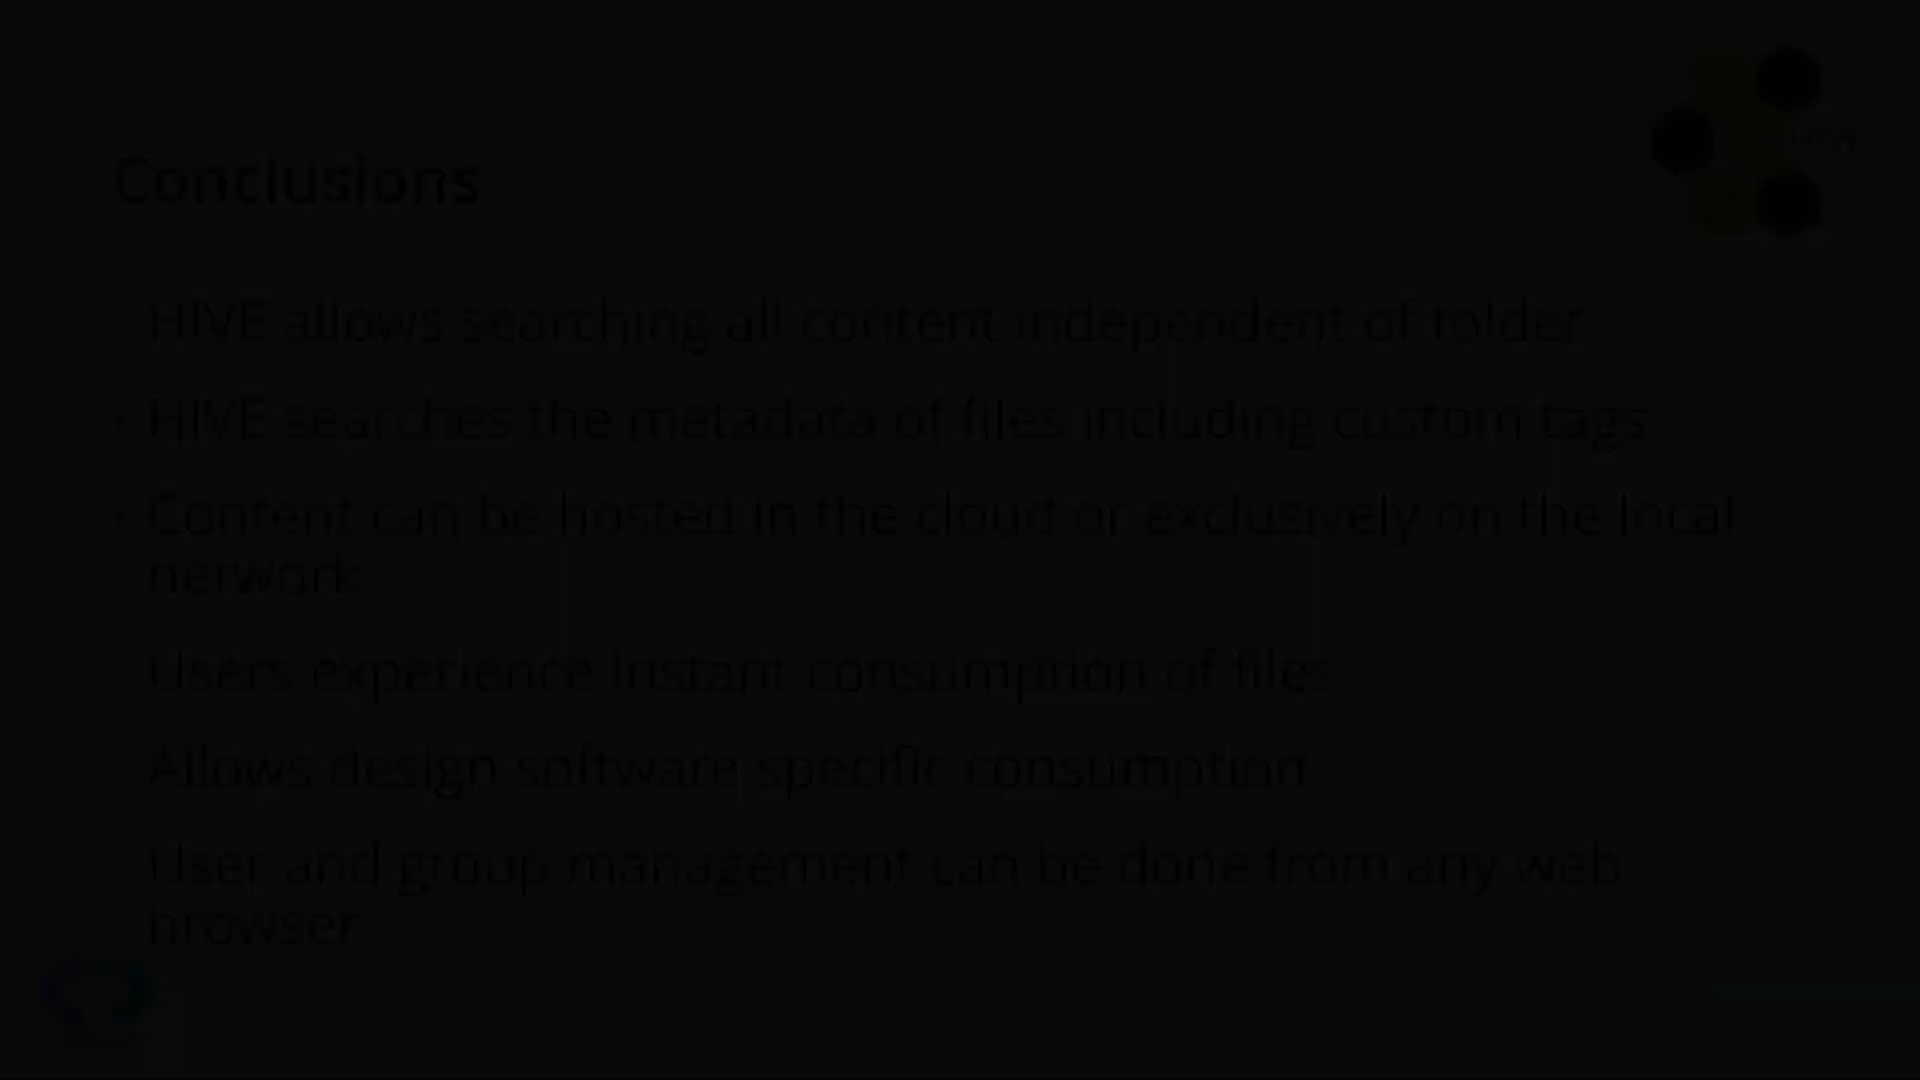 Conclusions
• HIVE allows searching all content independent of folder
• HIVE searches the metadata of files including custom tags
• Content can be hosted in the cloud or exclusively on the local
network
• Users experience instant consumption of files
• Allows design software specific consumption
• User and group management can be done from any web
browser